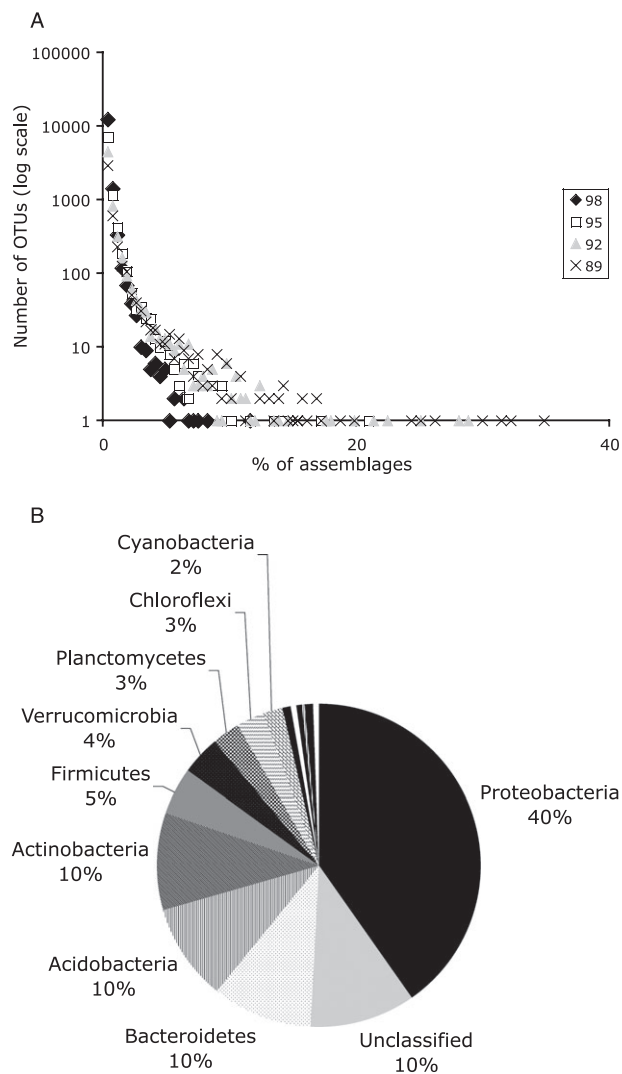 A
100000
10000
1000
100
10
1
Number of OTUs (log scale)
0
20
40
% of assemblages
98
95
92
89
B
Cyanobacteria
2%
Chloroflexi
3%
Planctomycetes
3%
Verrucomicrobia
4%
Firmicutes
5%
Actinobacteria
10%
Acidobacteria
10%
Bacteroidetes
10%
Unclassified
10%
Proteobacteria
40%